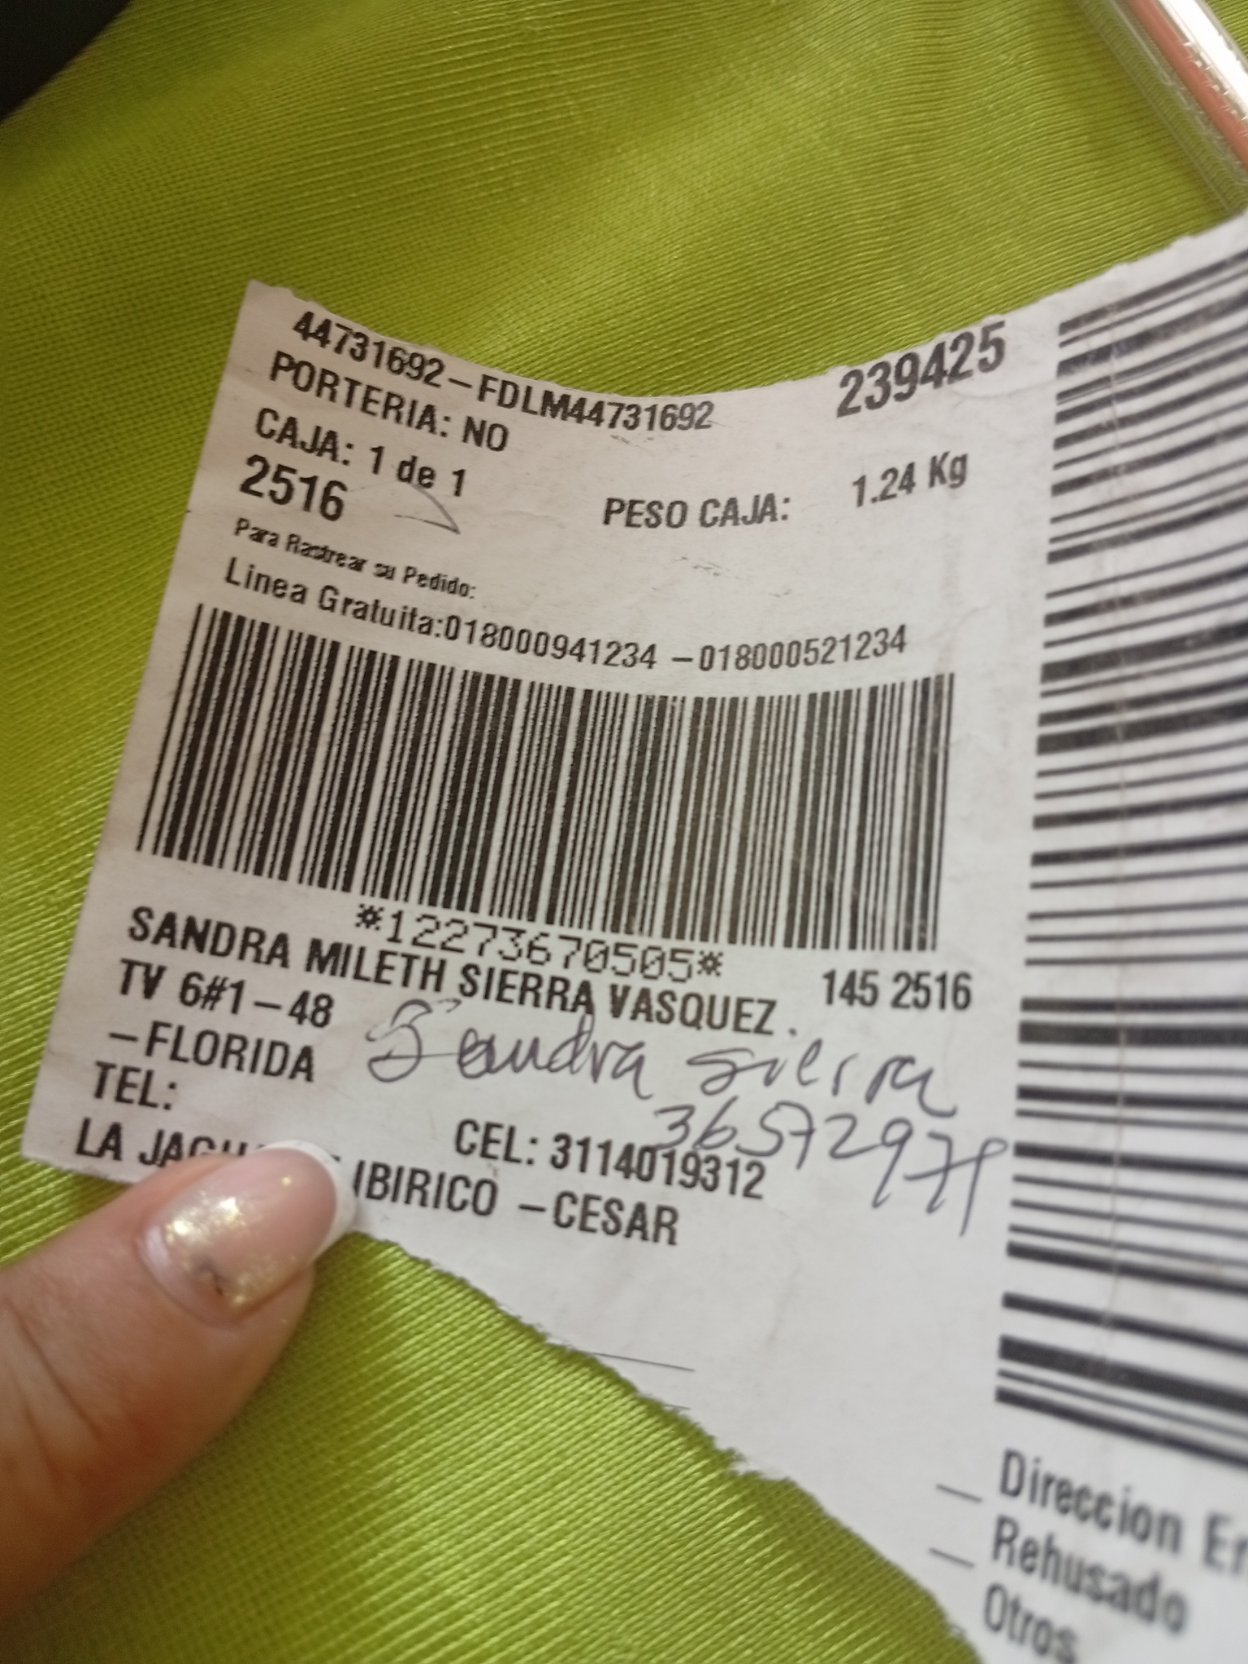 44731692-FDLM44731692
239425
PORTERIA: NO
CAJA: 1 de 1
PESO CAJA: 1.24 Kg
2516
Para Rastrear su Pedido:
Linea Gratuita:018000941234 -018000521234
*12273670505*
145 2516
SANDRA MILETH SIERRA VASQUEZ .
TV 6#1-48
-FLORIDA
Sandra sierra
TEL:
36572979
CEL: 3114019312
LA IBIRICO -CESAR
Direccion
Rehusado
Otros